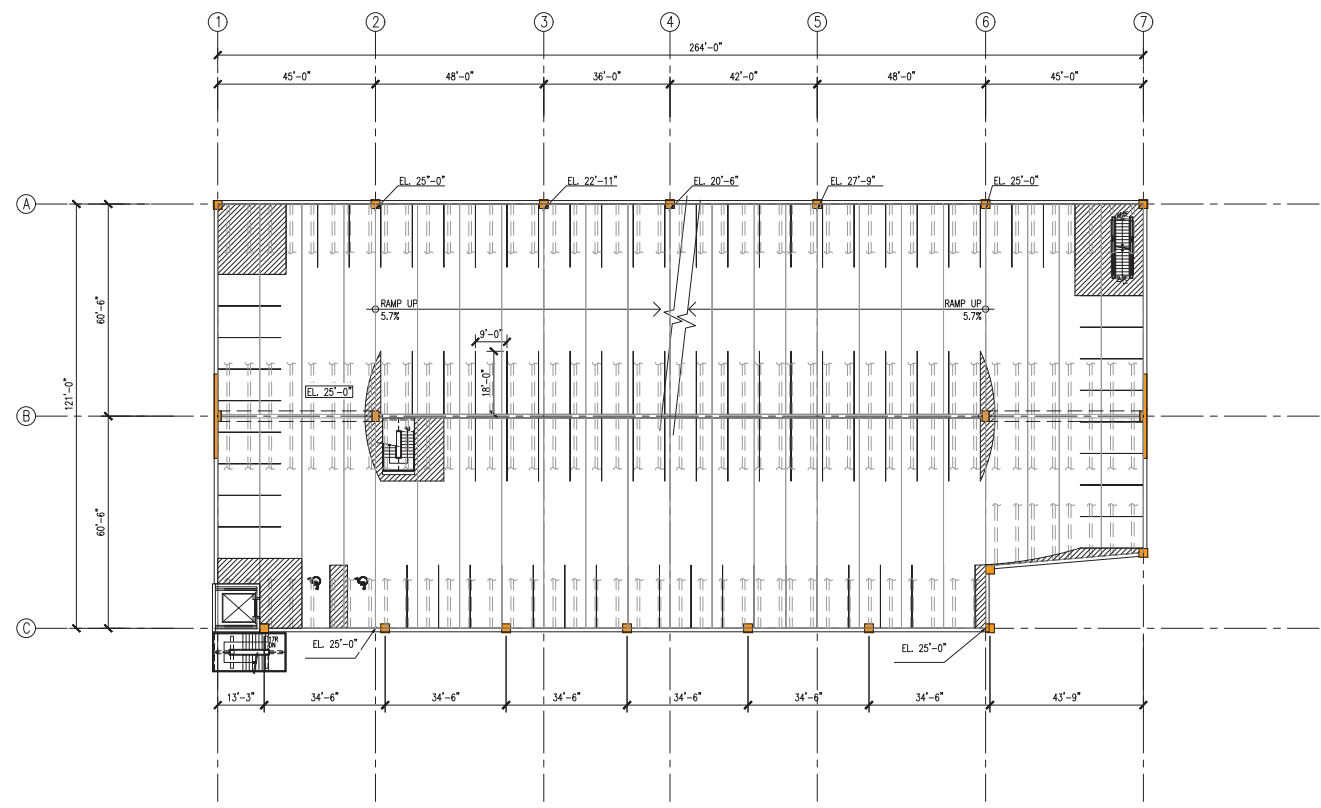 1 2 3 4 5 6 7
264'-0"
45'-0" 48'-0" 36'-0" 42'-0" 48'-0" 45'-0"
EL. 25"-0" EL. 22'-11" EL. 20'-6" EL. 27'-9" EL. 25'-0"
A
60'-6"
RAMP UP
5.7%
RAMP UP
5.7%
9'-0"
18'-0"
EL. 25'-0"
121'-0"
B
60'-6"
C
17R
DN
EL. 25'-0"
EL. 25'-0"
13'-3" 34'-6" 34'-6" 34'-6" 34'-6" 34'-6" 34'-6" 43'-9"